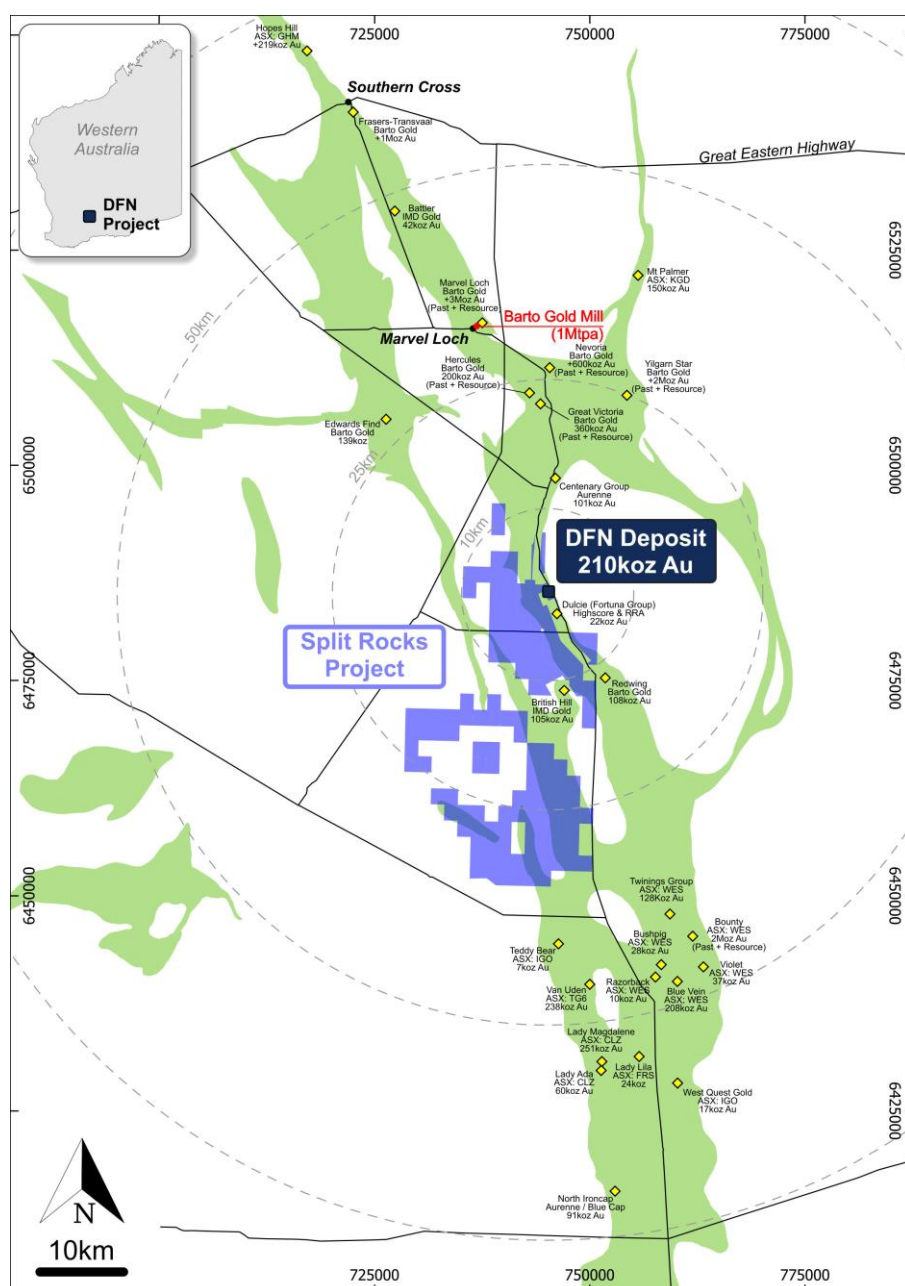 725000
750000
775000
Hopes Hill
ASX: GHM
+219koz Au
Western
Australia
DFN
Project
Southern Cross
Frasers-Transvaal
Barto Gold
+1Moz Au
Great Eastern Highway
Battler
IMD Gold
42koz Au
6525000
Mt Palmer
ASX: KGD
150koz Au
50km
Marvel Loch
Barto Gold
+3Moz Au
(Past + Resource)
Barto Gold Mill
(1Mtpa)
Marvel Loch
Nevoria
Barto Gold
+600koz Au
(Past + Resource)
Yilgarn Star
Barto Gold
+2Moz Au
(Past + Resource)
Hercules
Barto Gold
200koz Au
(Past + Resource)
Great Victoria
Barto Gold
360koz Au
(Past + Resource)
Edwards Find
Barto Gold
139koz
25km
6500000
6500000
Centenary Group
Aurenne
101koz Au
10km
DFN Deposit
210koz Au
Dulcie (Fortuna Group)
Highscore & RRA
22koz Au
Split Rocks
Project
6475000
6475000
Redwing
Barto Gold
108koz Au
British Hill
IMD Gold
105koz Au
6450000
6450000
Twinings Group
ASX: WES
128Koz Au
Bounty
ASX: WES
2Moz Au
(Past + Resource)
Bushpig
ASX: WES
28koz Au
Teddy Bear
ASX: IGO
7koz Au
Violet
ASX: WES
37koz Au
Razorback
ASX: WES
10koz Au
Blue Vein
ASX: WES
208koz Au
Van Uden
ASX: TG6
238koz Au
Lady Magdalene
ASX: CLZ
251koz Au
Lady Lila
ASX: FRS
24koz
Lady Ada
ASX: CLZ
60koz Au
West Quest Gold
ASX: IGO
17koz Au
6425000
North Ironcap
Aurenne / Blue Cap
91koz Au
N
10km
725000
750000
775000